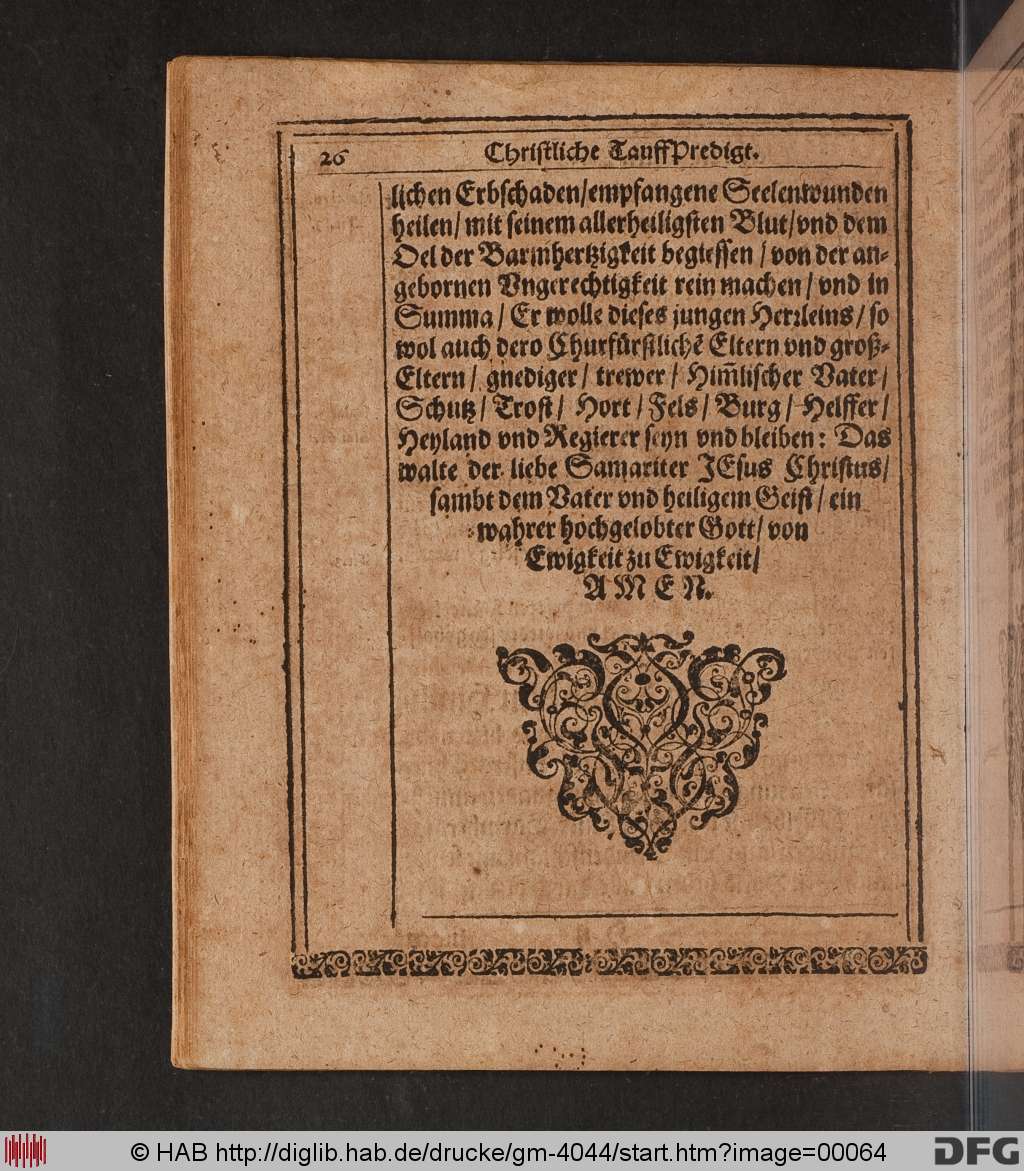 26 Christliche TauffPredigt.
lichen Erbschaden/empfangene Seelenwunden
heilen/ mit seinem allerheiligsten Blut/vnd dem
Oel der Barmhertzigkeit begiessen / von der an-
gebornen Vngerechtigkeit rein machen / vnd in
Summa / Er wolle dieses jungen Herrleins / so
wol auch dero Churfürstlichē Eltern vnd groß-
Eltern / gnediger / trewer / Him̃lischer Vater /
Schutz / Trost / Hort / Fels / Burg / Helffer /
Heyland vnd Regierer seyn vnd bleiben: Das
walte der liebe Samariter JEsus Christus /
sambt dem Vater vnd heiligem Geist / ein
wahrer hochgelobter Gott / von
Ewigkeit zu Ewigkeit /
A M E N.
© HAB http://diglib.hab.de/drucke/gm-4044/start.htm?image=00064
DFG